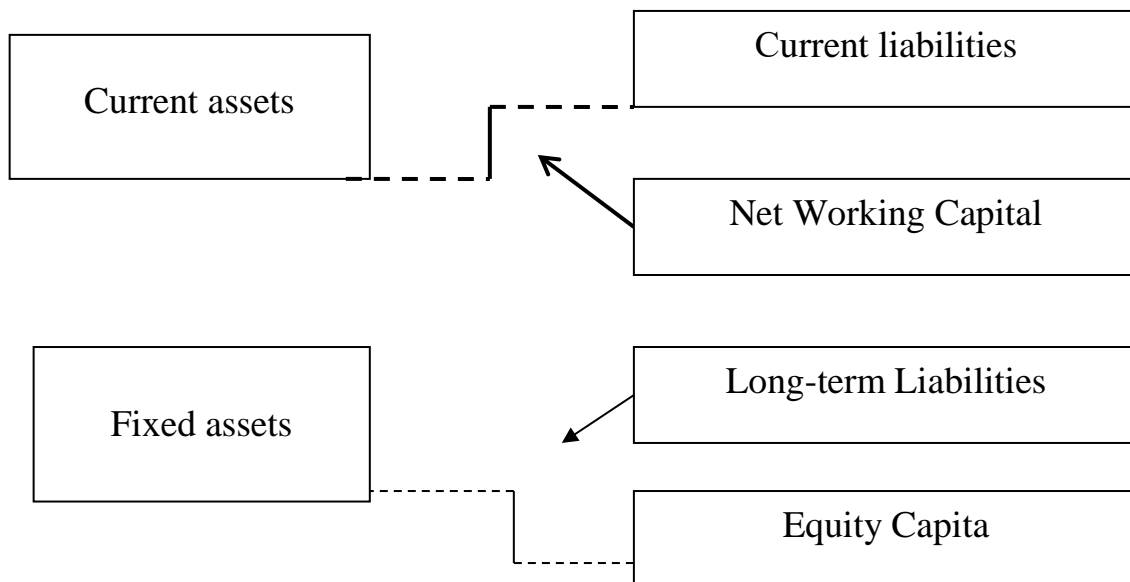 Current liabilities
Current assets
Net Working Capital
Long-term Liabilities
Fixed assets
Equity Capita